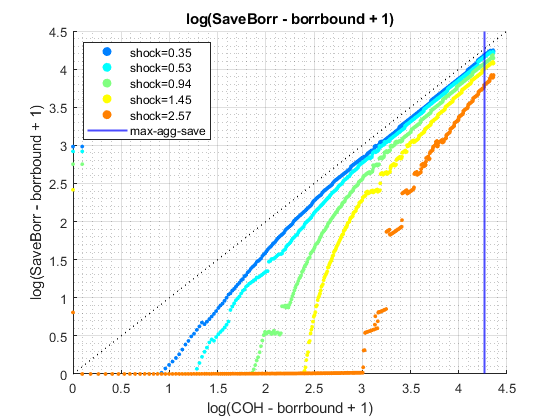 log(SaveBorr - borrbound + 1)
4.5
4
3.5
3
2.5
2
1.5
1
0.5
0
log(SaveBorr - borrbound + 1)
shock=0.35
shock=0.53
shock=0.94
shock=1.45
shock=2.57
max-agg-save
0 0.5 1 1.5 2 2.5 3 3.5 4 4.5
log(COH - borrbound + 1)